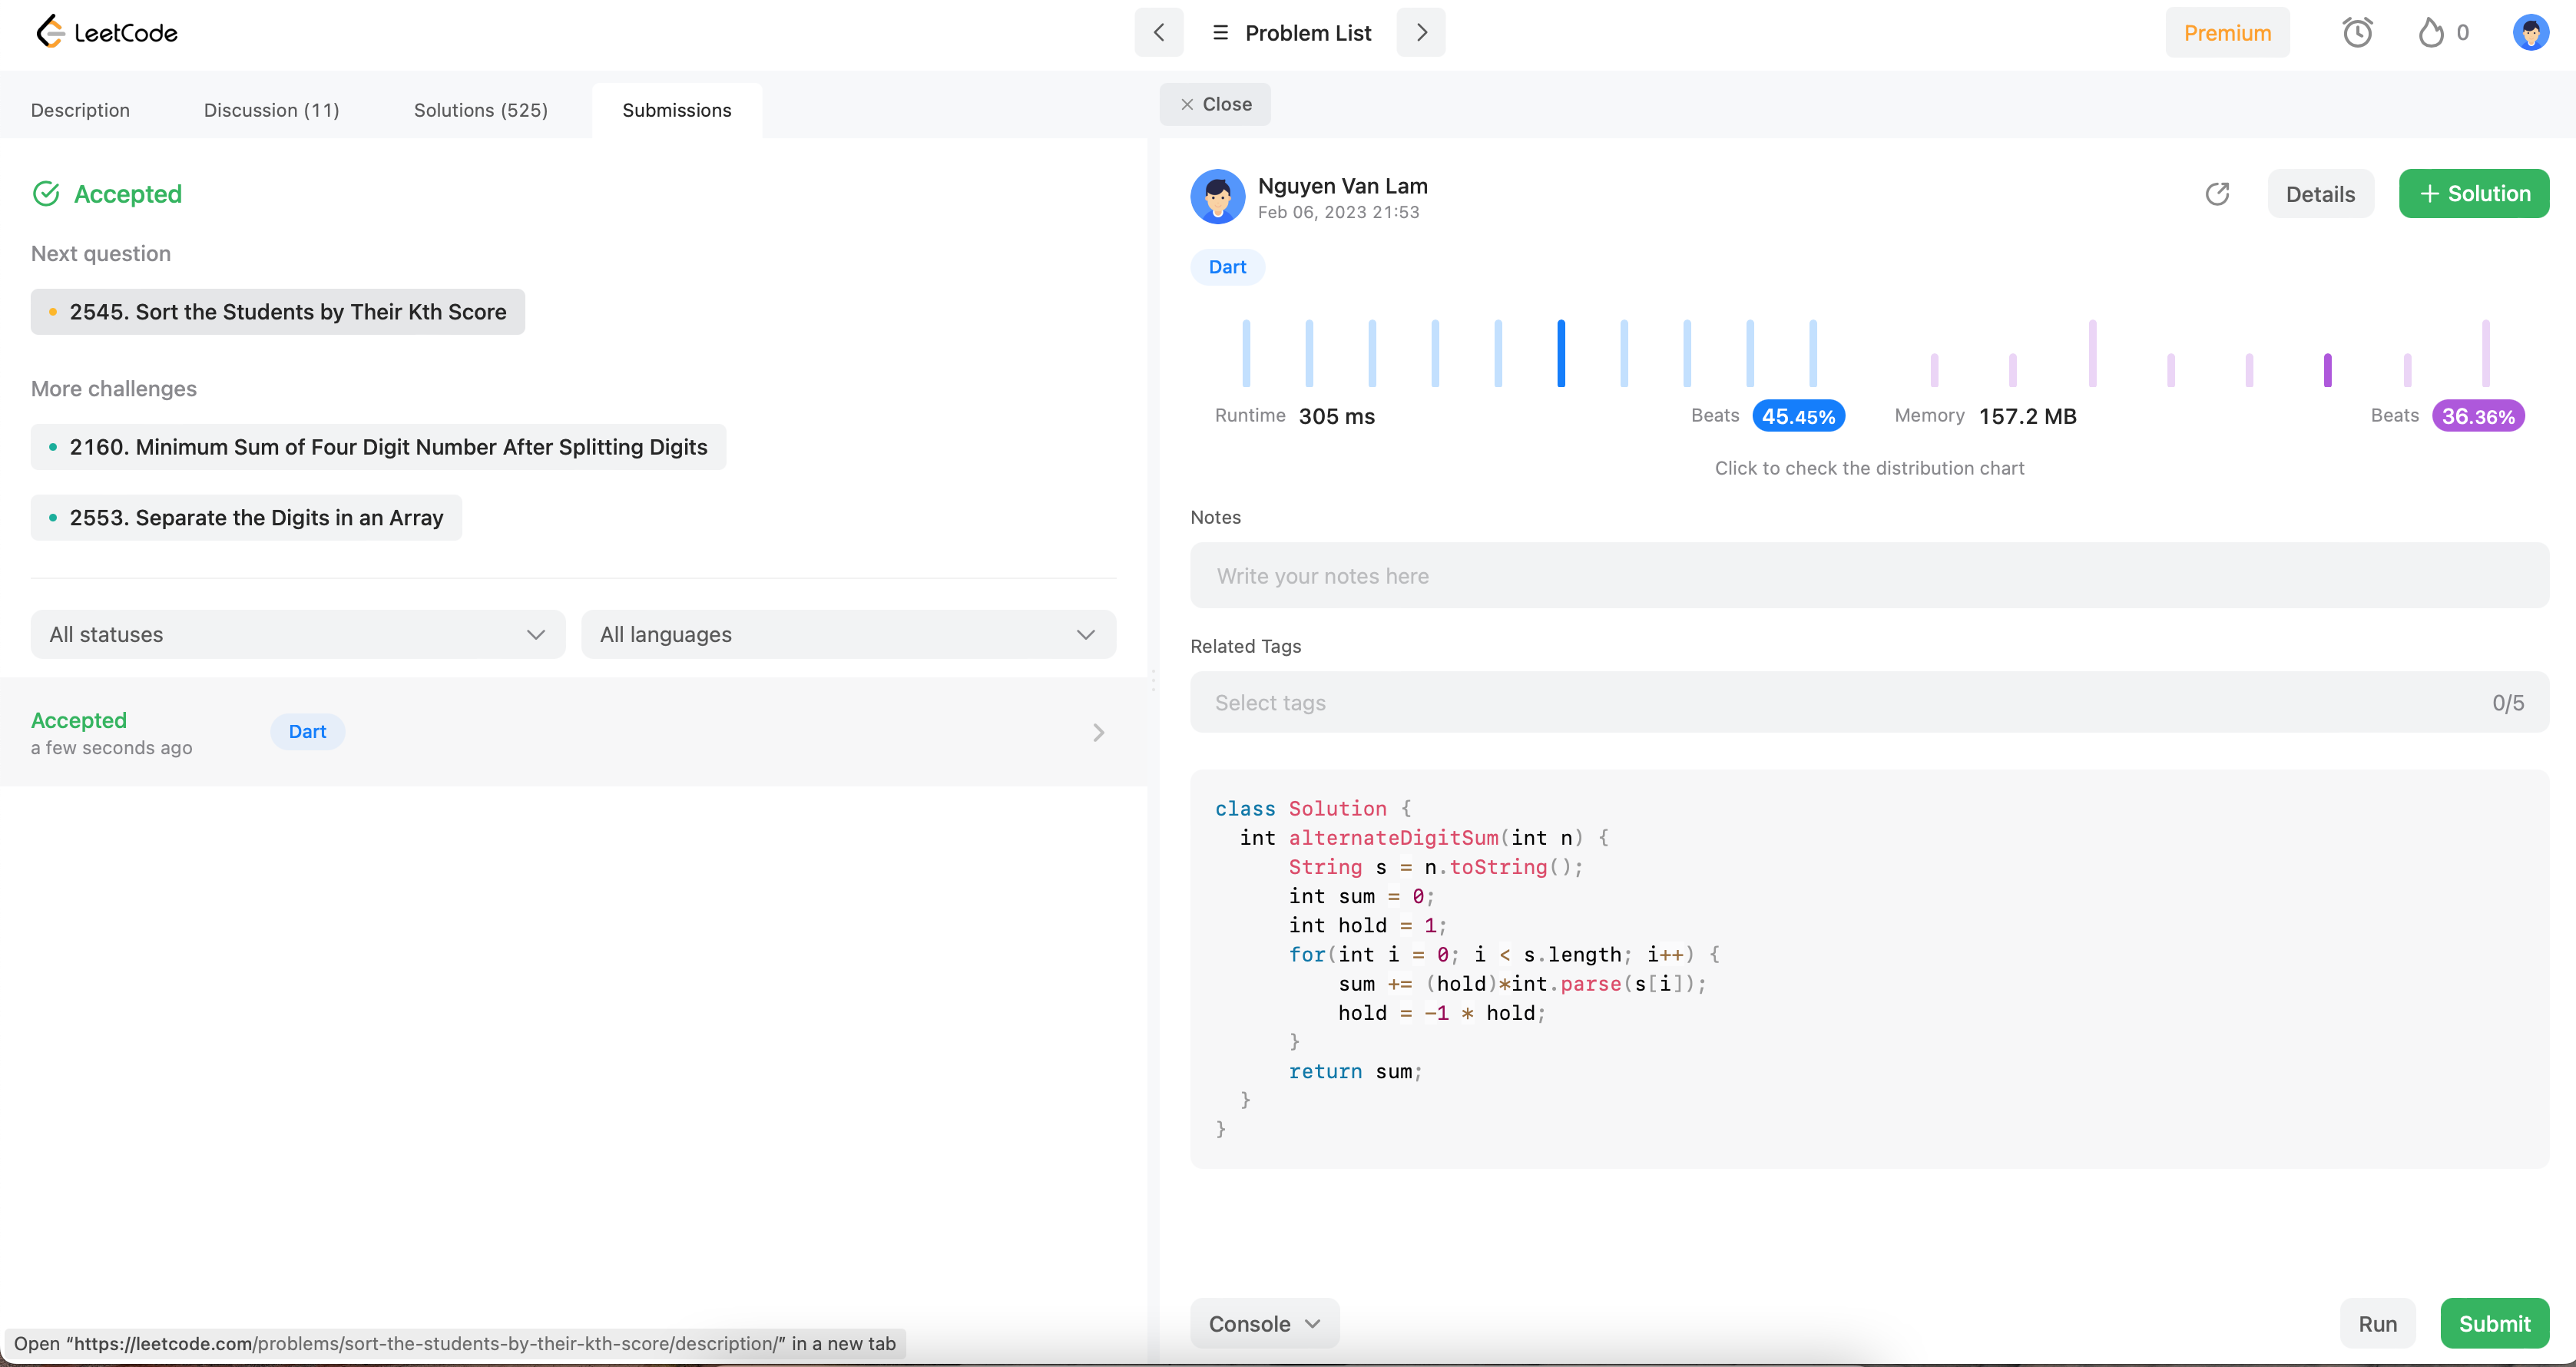 LeetCode
Problem List
Premium
0
Description
Discussion (11)
Solutions (525)
Submissions
Close
Accepted
Next question
2545. Sort the Students by Their Kth Score
More challenges
2160. Minimum Sum of Four Digit Number After Splitting Digits
2553. Separate the Digits in an Array
All statuses
All languages
Accepted
a few seconds ago
Dart
Nguyen Van Lam
Feb 06, 2023 21:53
Details
+ Solution
Dart
Runtime 305 ms
Beats 45.45%
Memory 157.2 MB
Beats 36.36%
Click to check the distribution chart
Notes
Write your notes here
Related Tags
Select tags
0/5
class Solution {
  int alternateDigitSum(int n) {
      String s = n.toString();
      int sum = 0;
      int hold = 1;
      for(int i = 0; i < s.length; i++) {
          sum += (hold)*int.parse(s[i]);
          hold = -1 * hold;
      }
      return sum;
  }
}
Console
Run
Submit
Open “https://leetcode.com/problems/sort-the-students-by-their-kth-score/description/” in a new tab